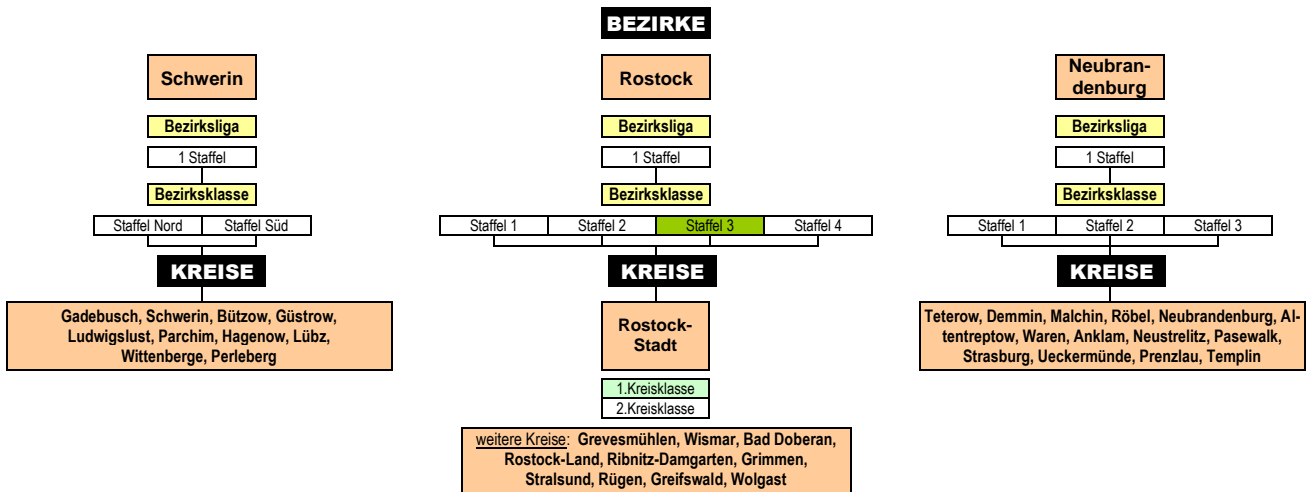 BEZIRKE
Schwerin
Bezirksliga
1 Staffel
Bezirksklasse
Staffel Nord
Staffel Süd
KREISE
Gadebusch, Schwerin, Bützow, Güstrow,
Ludwigslust, Parchim, Hagenow, Lübz,
Wittenberge, Perleberg
Rostock
Bezirksliga
1 Staffel
Bezirksklasse
Staffel 1
Staffel 2
Staffel 3
Staffel 4
KREISE
Rostock-
Stadt
1.Kreisklasse
2.Kreisklasse
weitere Kreise: Grevesmühlen, Wismar, Bad Doberan,
Rostock-Land, Ribnitz-Damgarten, Grimmen,
Stralsund, Rügen, Greifswald, Wolgast
Neubran-
denburg
Bezirksliga
1 Staffel
Bezirksklasse
Staffel 1
Staffel 2
Staffel 3
KREISE
Teterow, Demmin, Malchin, Röbel, Neubrandenburg, Al-
tentreptow, Waren, Anklam, Neustrelitz, Pasewalk,
Strasburg, Ueckermünde, Prenzlau, Templin